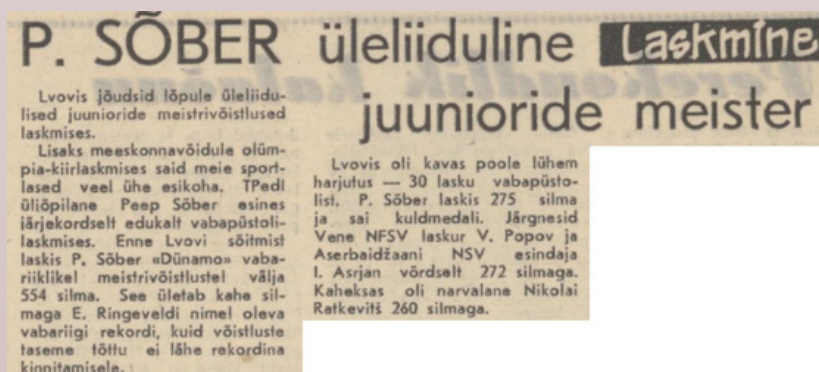 P. SÕBER üleliiduline Laskmine
juunioride meister
Lvovis jõudsid lõpule üleliidu-
lised juunioride meistrivõistlused
laskmises.
Lisaks meeskonnavõidule olüm-
pia-kiirlaskmises said meie sport-
lased veel ühe esikoha. TPedI
üliõpilane Peep Sõber esines
järjekordselt edukalt vabapüstoli-
laskmises. Enne Lvovi sõitmist
laskis P. Sõber «Dünamo» vaba-
riiklikel meistrivõistlustel välja
554 silma. See ületab kahe sil-
maga E. Ringeveldi nimel oleva
vabariigi rekordi, kuid võistluste
taseme tõttu ei lähe rekordina
kinnitamisele.
Lvovis oli kavas poole lühem
harjutus — 30 lasku vabapüsto-
list. P. Sõber laskis 275 silma
ja sai kuldmedali. Järgnesid
Vene NFSV laskur V. Popov ja
Aserbaidžaani NSV esindaja
I. Asrjan võrdselt 272 silmaga.
Kaheksas oli narvalane Nikolai
Ratkevitš 260 silmaga.